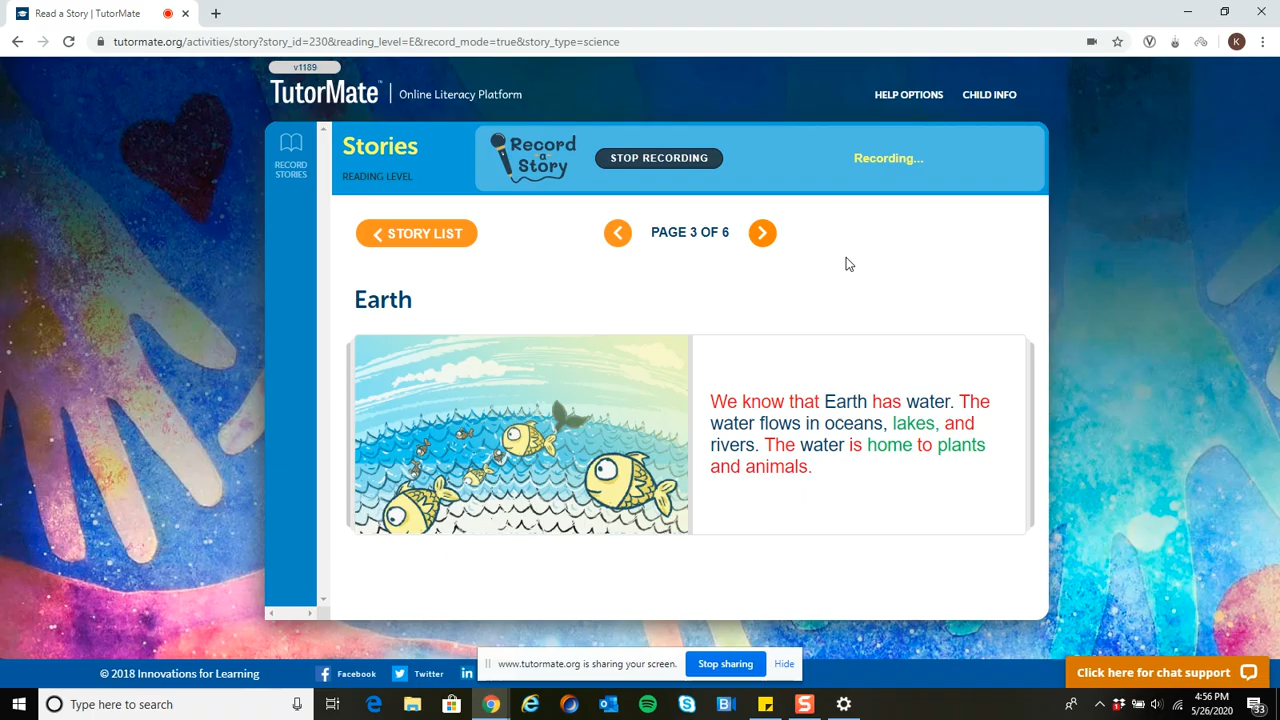 Read a Story | TutorMate
tutormate.org/activities/story?story_id=230&reading_level=E&record_mode=true&story_type=science
K
v1189
TutorMate™ | Online Literacy Platform
HELP OPTIONS
CHILD INFO
RECORD
STORIES
Stories
READING LEVEL
Record
a
Story
STOP RECORDING
Recording...
STORY LIST
PAGE 3 OF 6
Earth
We know that Earth has water. The
water flows in oceans, lakes, and
rivers. The water is home to plants
and animals.
www.tutormate.org is sharing your screen.
Stop sharing
Hide
© 2018 Innovations for Learning
Facebook
Twitter
in
Click here for chat support
Type here to search
4:56 PM
5/26/2020
33